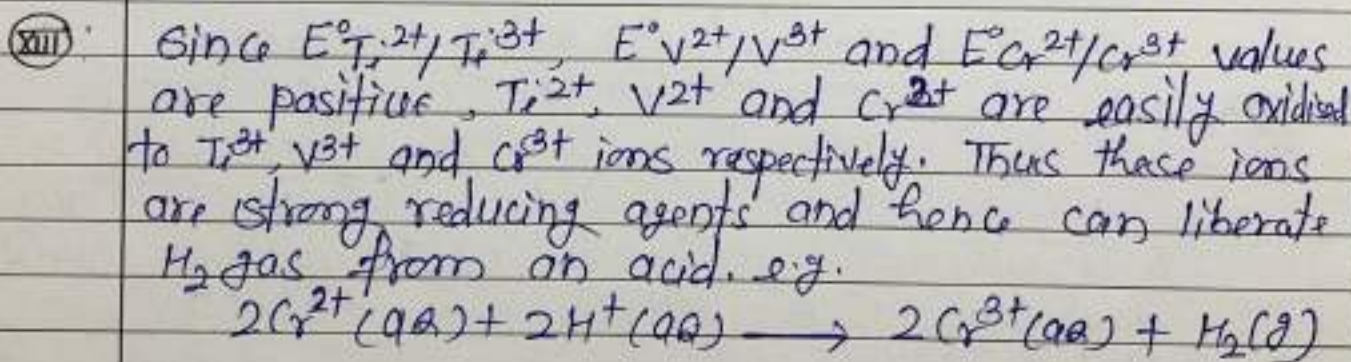 XIII Since E°Ti2+/Ti3+, E°V2+/V3+ and E°Cr2+/Cr3+ values
are positive, Ti2+, V2+ and Cr2+ are easily oxidised
to Ti3+, V3+ and Cr3+ ions respectively. Thus these ions
are strong reducing agents and hence can liberate
H2 gas from an acid. e.g.
2Cr2+ (aq) + 2H+ (aq) → 2Cr3+ (aq) + H2(g)